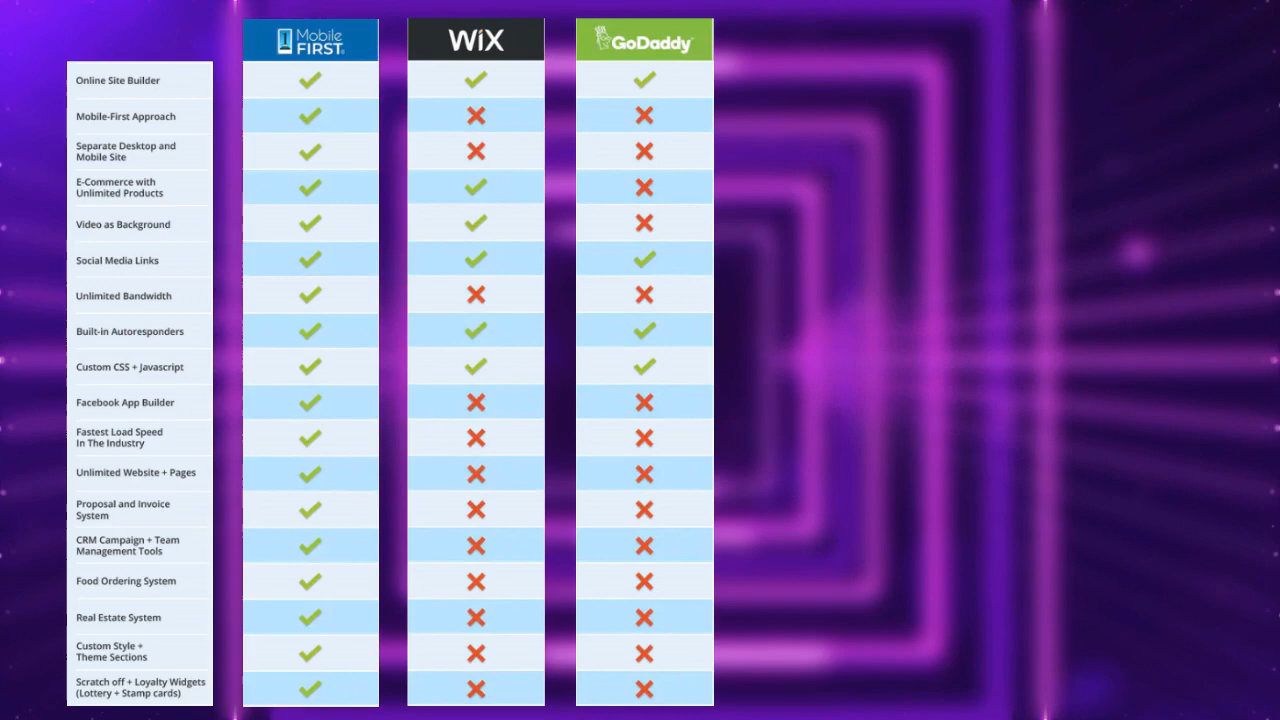 Mobile
FIRST
WiX
GoDaddy
Online Site Builder
Mobile-First Approach
Separate Desktop and
Mobile Site
E-Commerce with
Unlimited Products
Video as Background
Social Media Links
Unlimited Bandwidth
Built-in Autoresponders
Custom CSS + Javascript
Facebook App Builder
Fastest Load Speed
In The Industry
Unlimited Website + Pages
Proposal and Invoice
System
CRM Campaign + Team
Management Tools
Food Ordering System
Real Estate System
Custom Style +
Theme Sections
Scratch off + Loyalty Widgets
(Lottery + Stamp cards)